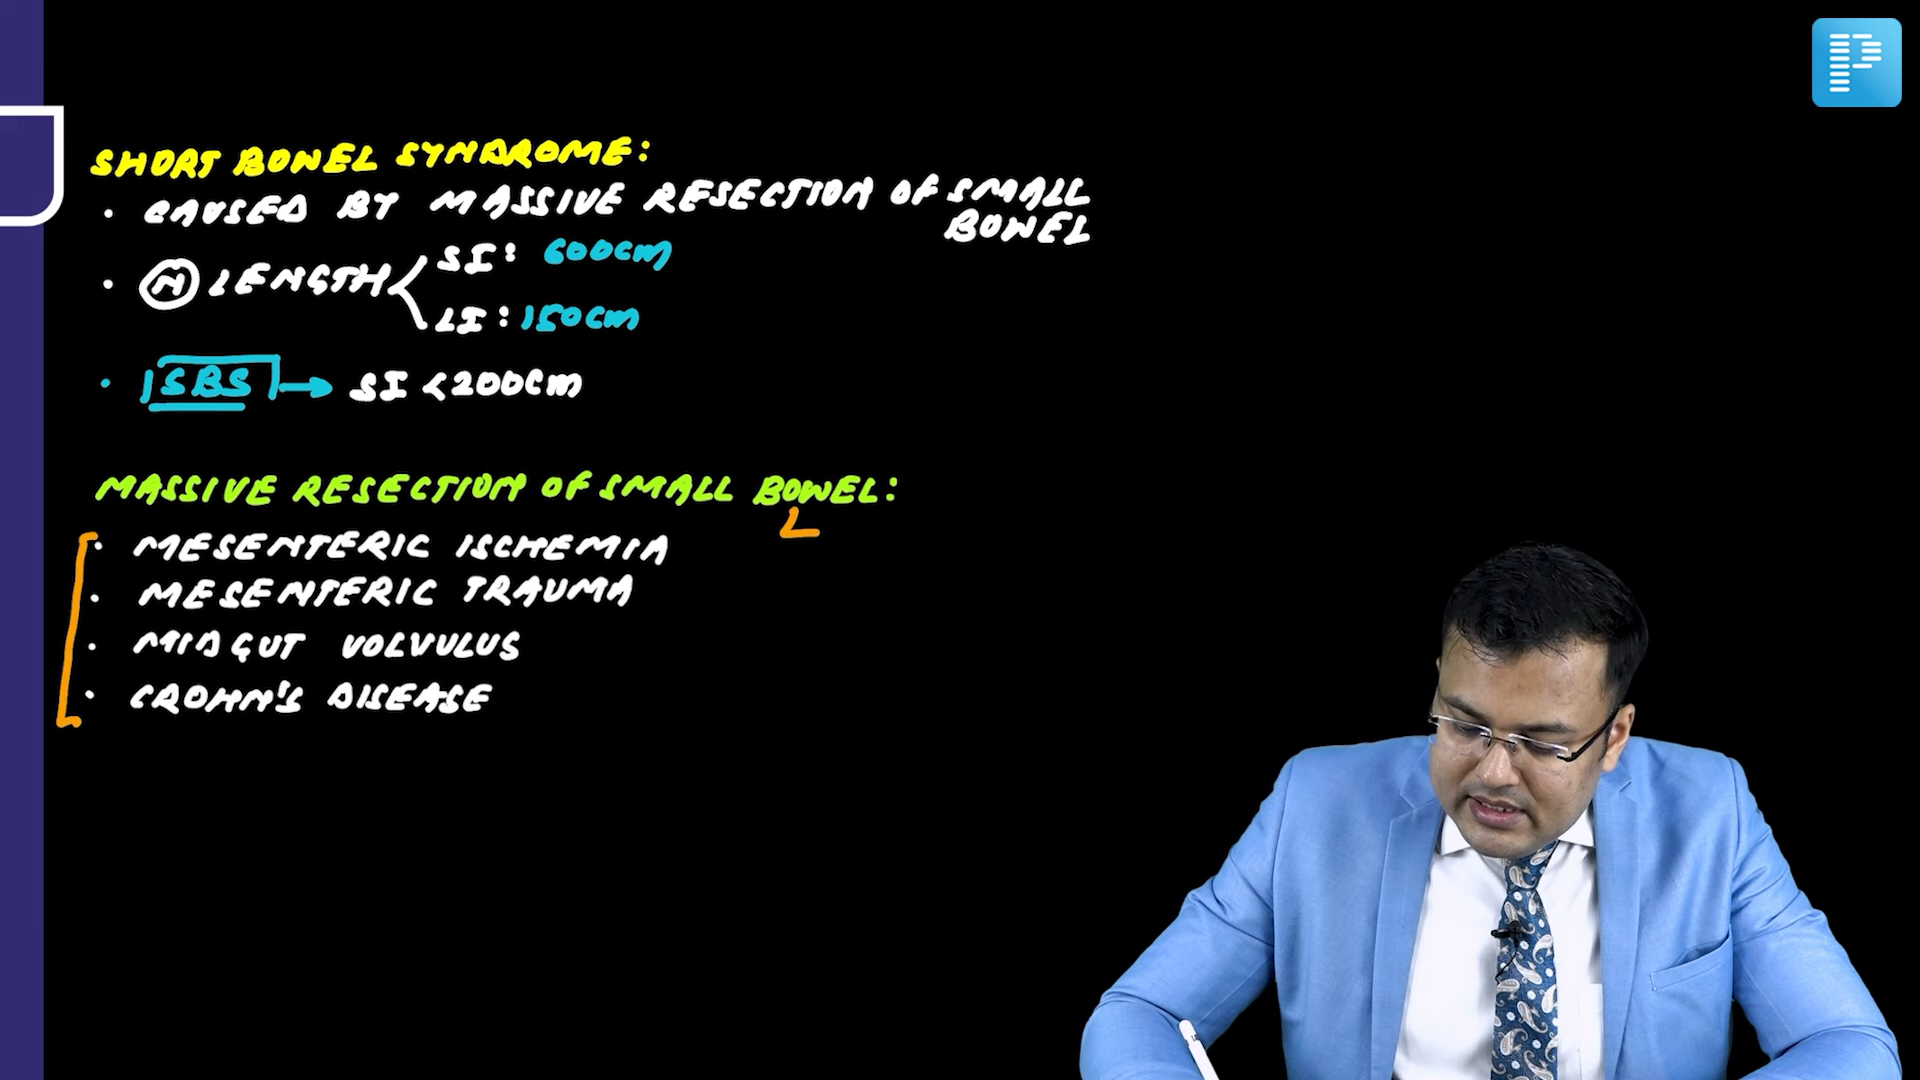 SHORT BOWEL SYNDROME:
• CAUSED BY MASSIVE RESECTION OF SMALL BOWEL
• N LENGTH
SI: 600cm
LI: 150cm
• SBS → SI <200cm
MASSIVE RESECTION OF SMALL BOWEL:
• MESENTERIC ISCHEMIA
• MESENTERIC TRAUMA
• MIDGUT VOLVULUS
• CROHN'S DISEASE